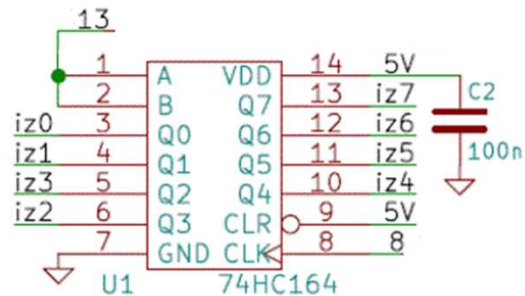 13
1 A VDD 14 5V
2 B Q7 13 iz7 C2
iz0 3 Q0 Q6 12 iz6
iz1 4 Q1 Q5 11 iz5 100n
iz3 5 Q2 Q4 10 iz4
iz2 6 Q3 CLR 9 5V
7 GND CLK 8 8
U1 74HC164